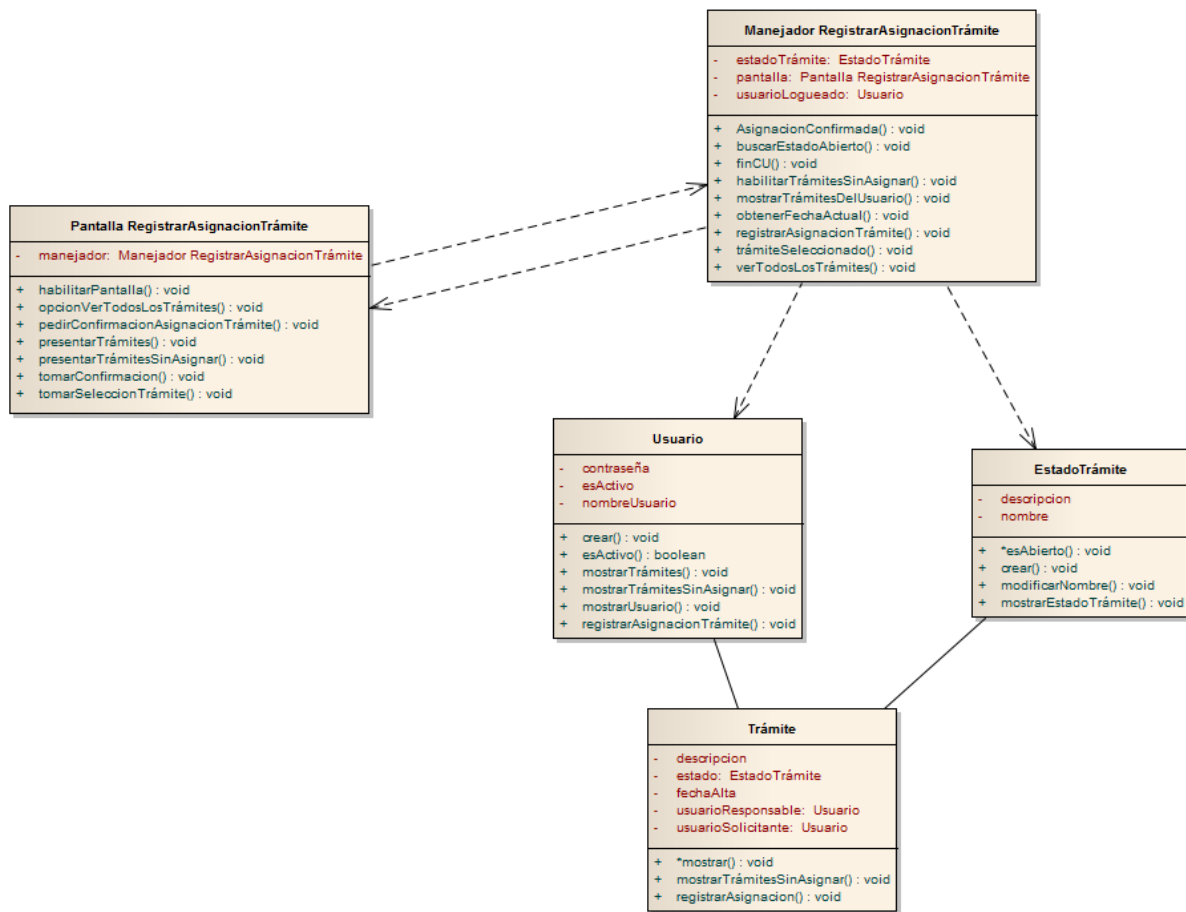 Manejador RegistrarAsignacionTrámite
- estadoTrámite: EstadoTrámite
- pantalla: Pantalla RegistrarAsignacionTrámite
- usuarioLogueado: Usuario
+ AsignacionConfirmada() : void
+ buscarEstadoAbierto() : void
+ finCU() : void
+ habilitarTrámitesSinAsignar() : void
+ mostrarTrámitesDelUsuario() : void
+ obtenerFechaActual() : void
+ registrarAsignacionTrámite() : void
+ trámiteSeleccionado() : void
+ verTodosLosTrámites() : void
Pantalla RegistrarAsignacionTrámite
- manejador: Manejador RegistrarAsignacionTrámite
+ habilitarPantalla() : void
+ opcionVerTodosLosTrámites() : void
+ pedirConfirmacionAsignacionTrámite() : void
+ presentarTrámites() : void
+ presentarTrámitesSinAsignar() : void
+ tomarConfirmacion() : void
+ tomarSeleccionTrámite() : void
Usuario
- contraseña
- esActivo
- nombreUsuario
+ crear() : void
+ esActivo() : boolean
+ mostrarTrámites() : void
+ mostrarTrámitesSinAsignar() : void
+ mostrarUsuario() : void
+ registrarAsignacionTrámite() : void
EstadoTrámite
- descripcion
- nombre
+ *esAbierto() : void
+ crear() : void
+ modificarNombre() : void
+ mostrarEstadoTrámite() : void
Trámite
- descripcion
- estado: EstadoTrámite
- fechaAlta
- usuarioResponsable: Usuario
- usuarioSolicitante: Usuario
+ *mostrar() : void
+ mostrarTrámitesSinAsignar() : void
+ registrarAsignacion() : void